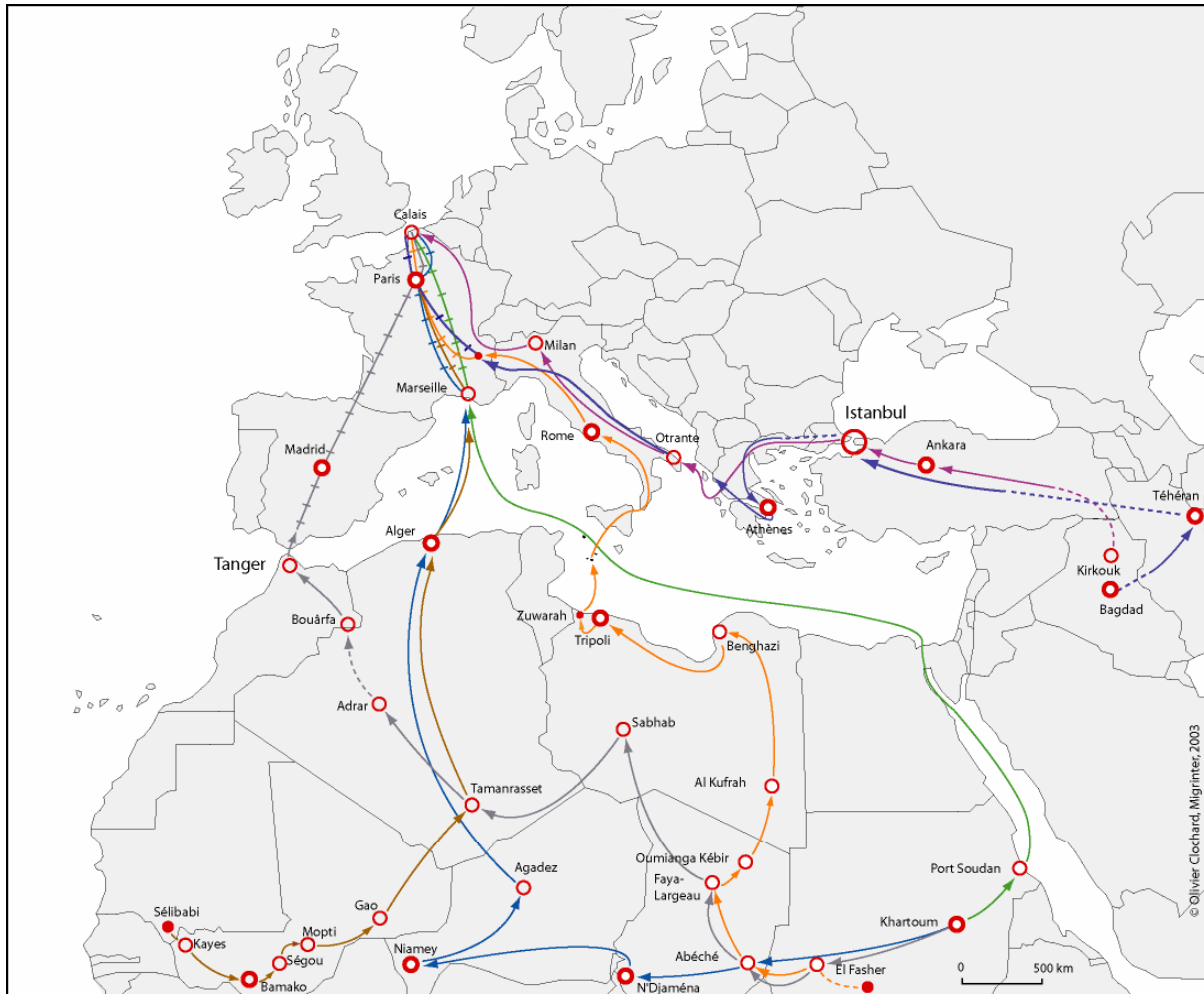 Calais
Paris
Milan
Marseille
Istanbul
Rome
Otrante
Ankara
Madrid
Téhéran
Athènes
Alger
Tanger
Kirkouk
Bagdad
Zuwarah
Bouârfa
Tripoli
Benghazi
Adrar
Sabhab
Al Kufrah
Tamanrasset
Oumianga Kébir
Agadez
Faya-
Largeau
Port Soudan
Sélibabi
Gao
Khartoum
Mopti
Kayes
Niamey
Abéché
Ségou
El Fasher
Bamako
N'Djaména
0 500 km
© Olivier Clochard, Migrinter, 2003